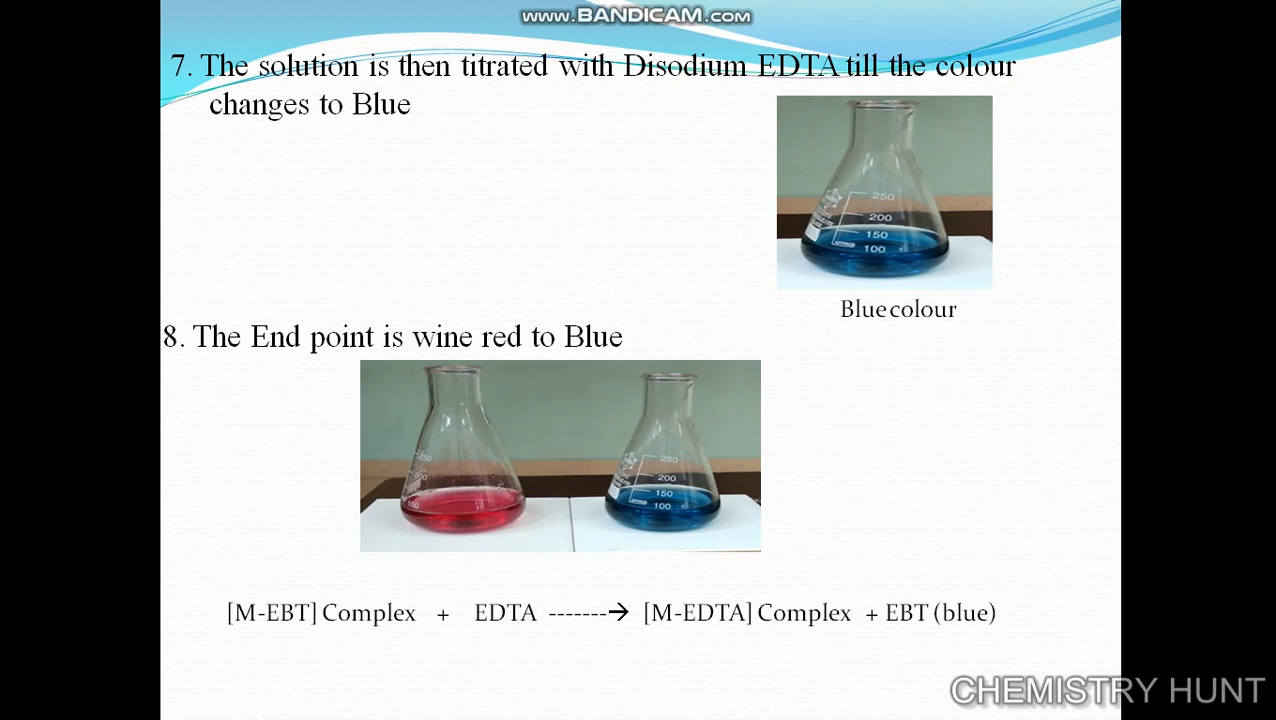 www.BANDICAM.com
7. The solution is then titrated with Disodium EDTA till the colour
changes to Blue
250
200
150
100
Blue colour
8. The End point is wine red to Blue
250
200
150
100
[M-EBT] Complex + EDTA -------→ [M-EDTA] Complex + EBT (blue)
CHEMISTRY HUNT